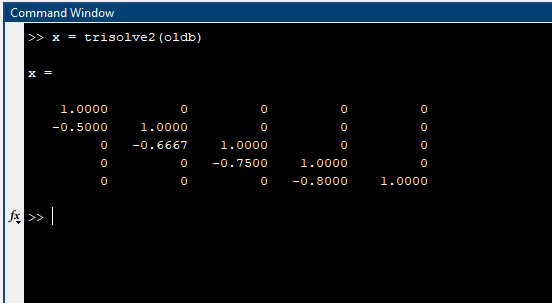 Command Window
>> x = trisolve2(oldb)
x =
1.0000 0 0 0 0
-0.5000 1.0000 0 0 0
0 -0.6667 1.0000 0 0
0 0 -0.7500 1.0000 0
0 0 0 -0.8000 1.0000
fx >>